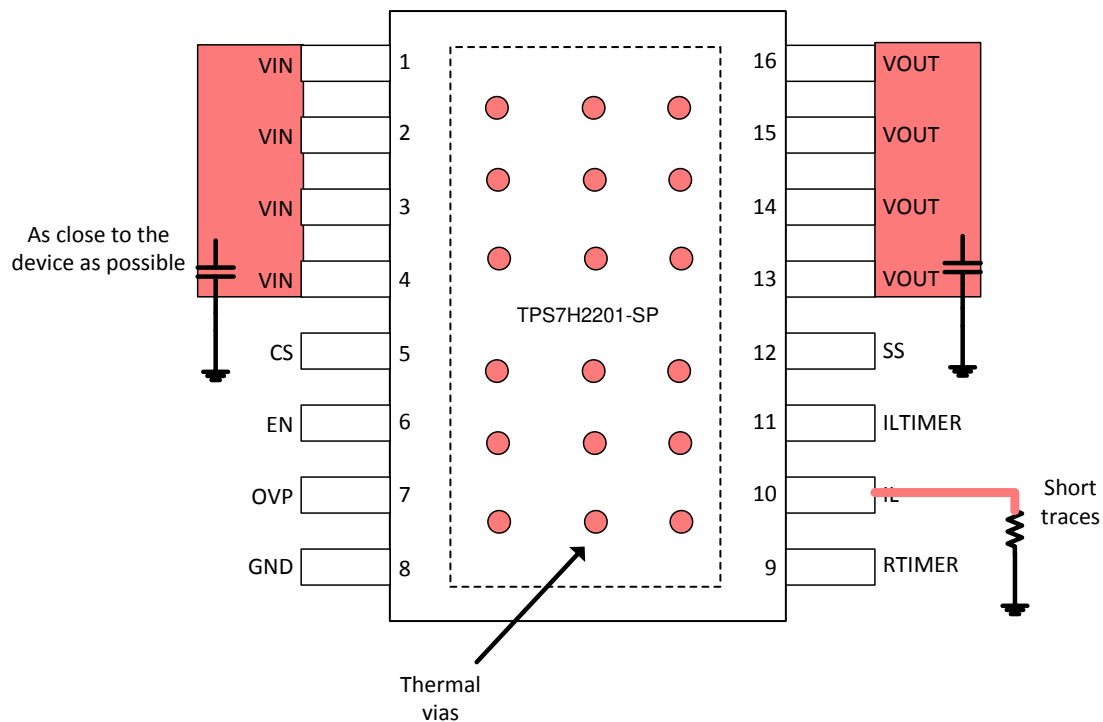 VIN 1 16 VOUT
VIN 2 15 VOUT
VIN 3 14 VOUT
As close to the
device as possible
VIN 4 13 VOUT
TPS7H2201-SP
CS 5 12 SS
EN 6 11 ILTIMER
OVP 7 10 IL
Short
traces
GND 8 9 RTIMER
Thermal
vias